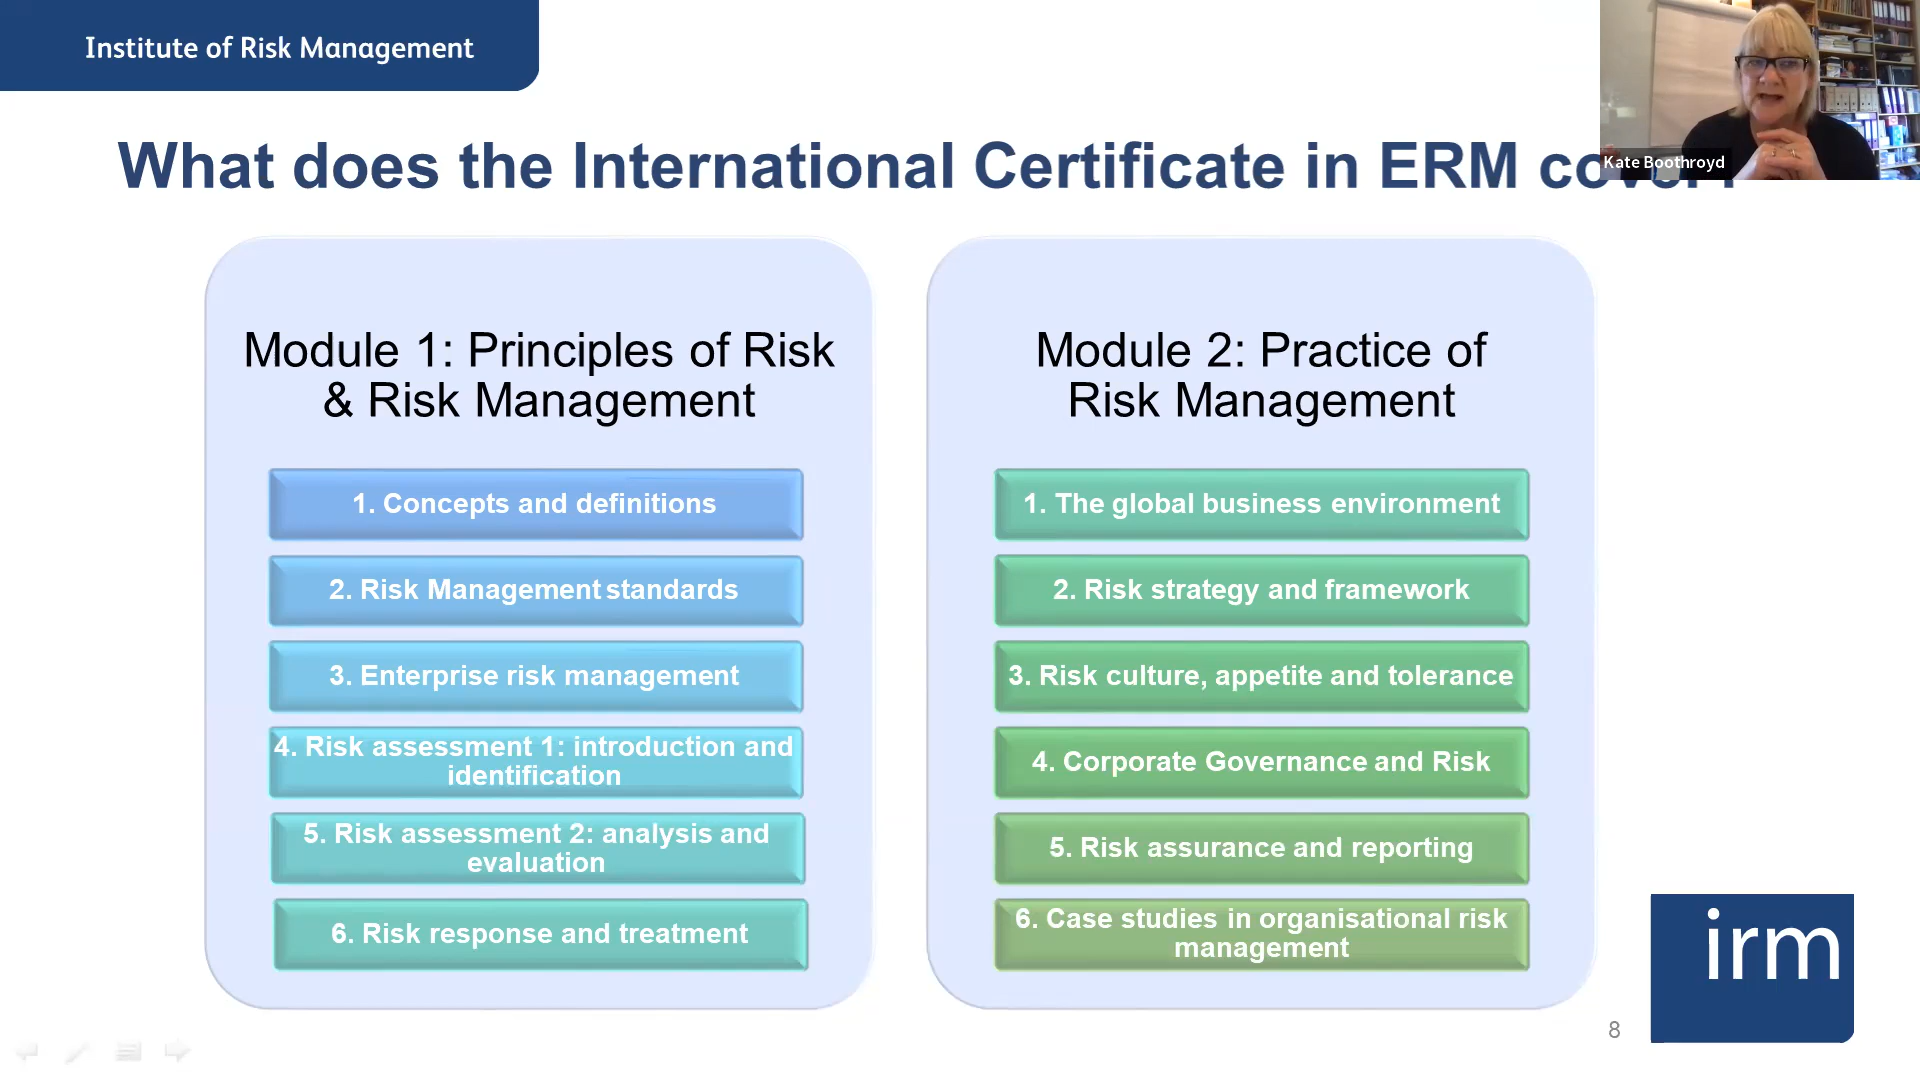 Institute of Risk Management
What does the International Certificate in ERM cover?
Kate Boothroyd
Module 1: Principles of Risk
& Risk Management
1. Concepts and definitions
2. Risk Management standards
3. Enterprise risk management
4. Risk assessment 1: introduction and
identification
5. Risk assessment 2: analysis and
evaluation
6. Risk response and treatment
Module 2: Practice of
Risk Management
1. The global business environment
2. Risk strategy and framework
3. Risk culture, appetite and tolerance
4. Corporate Governance and Risk
5. Risk assurance and reporting
6. Case studies in organisational risk
management
irm
8